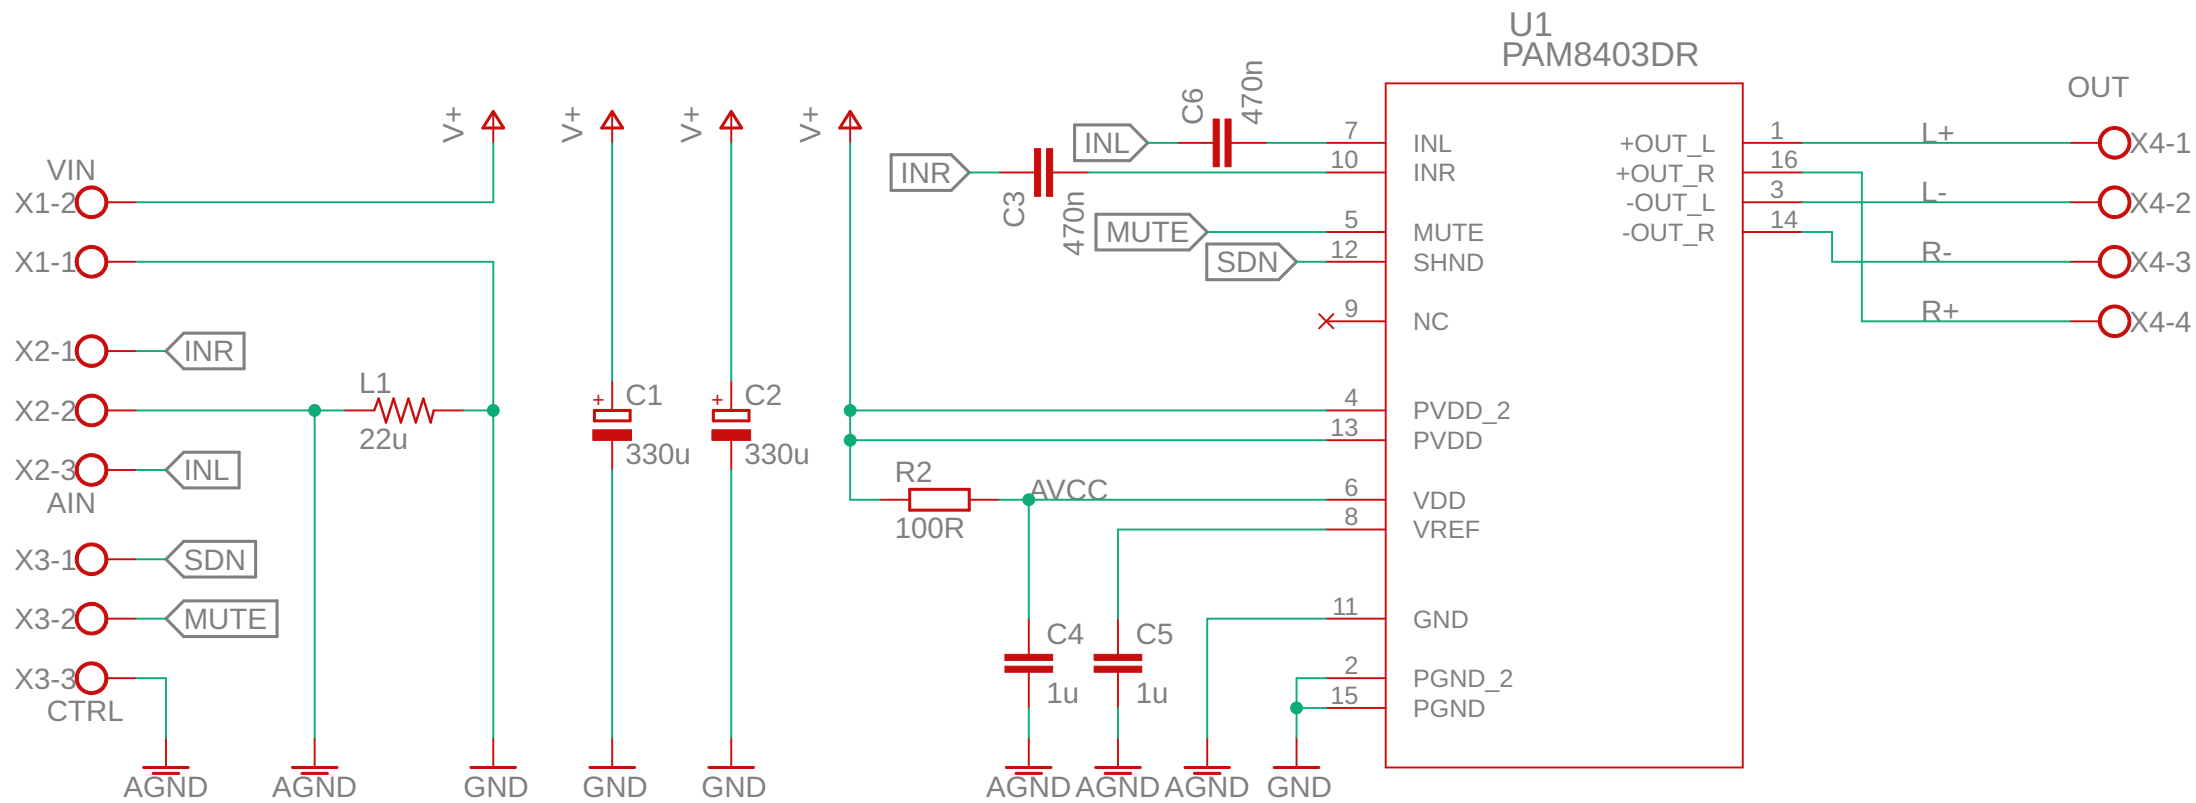 U1
PAM8403DR
OUT
VIN
X1-2
X1-1
X2-1
INR
X2-2
X2-3
INL
AIN
X3-1
SDN
X3-2
MUTE
X3-3
CTRL
AGND
L1
22u
AGND
V+
GND
V+
+
C1
330u
GND
V+
+
C2
330u
GND
V+
R2
100R
AVCC
C4
1u
AGND
C5
1u
AGND
AGND
GND
INR
C3
470n
INL
C6
470n
MUTE
SDN
7 INL
10 INR
5 MUTE
12 SHND
9 NC
4 PVDD_2
13 PVDD
6 VDD
8 VREF
11 GND
2 PGND_2
15 PGND
+OUT_L 1
+OUT_R 16
-OUT_L 3
-OUT_R 14
L+ X4-1
L- X4-2
R- X4-3
R+ X4-4